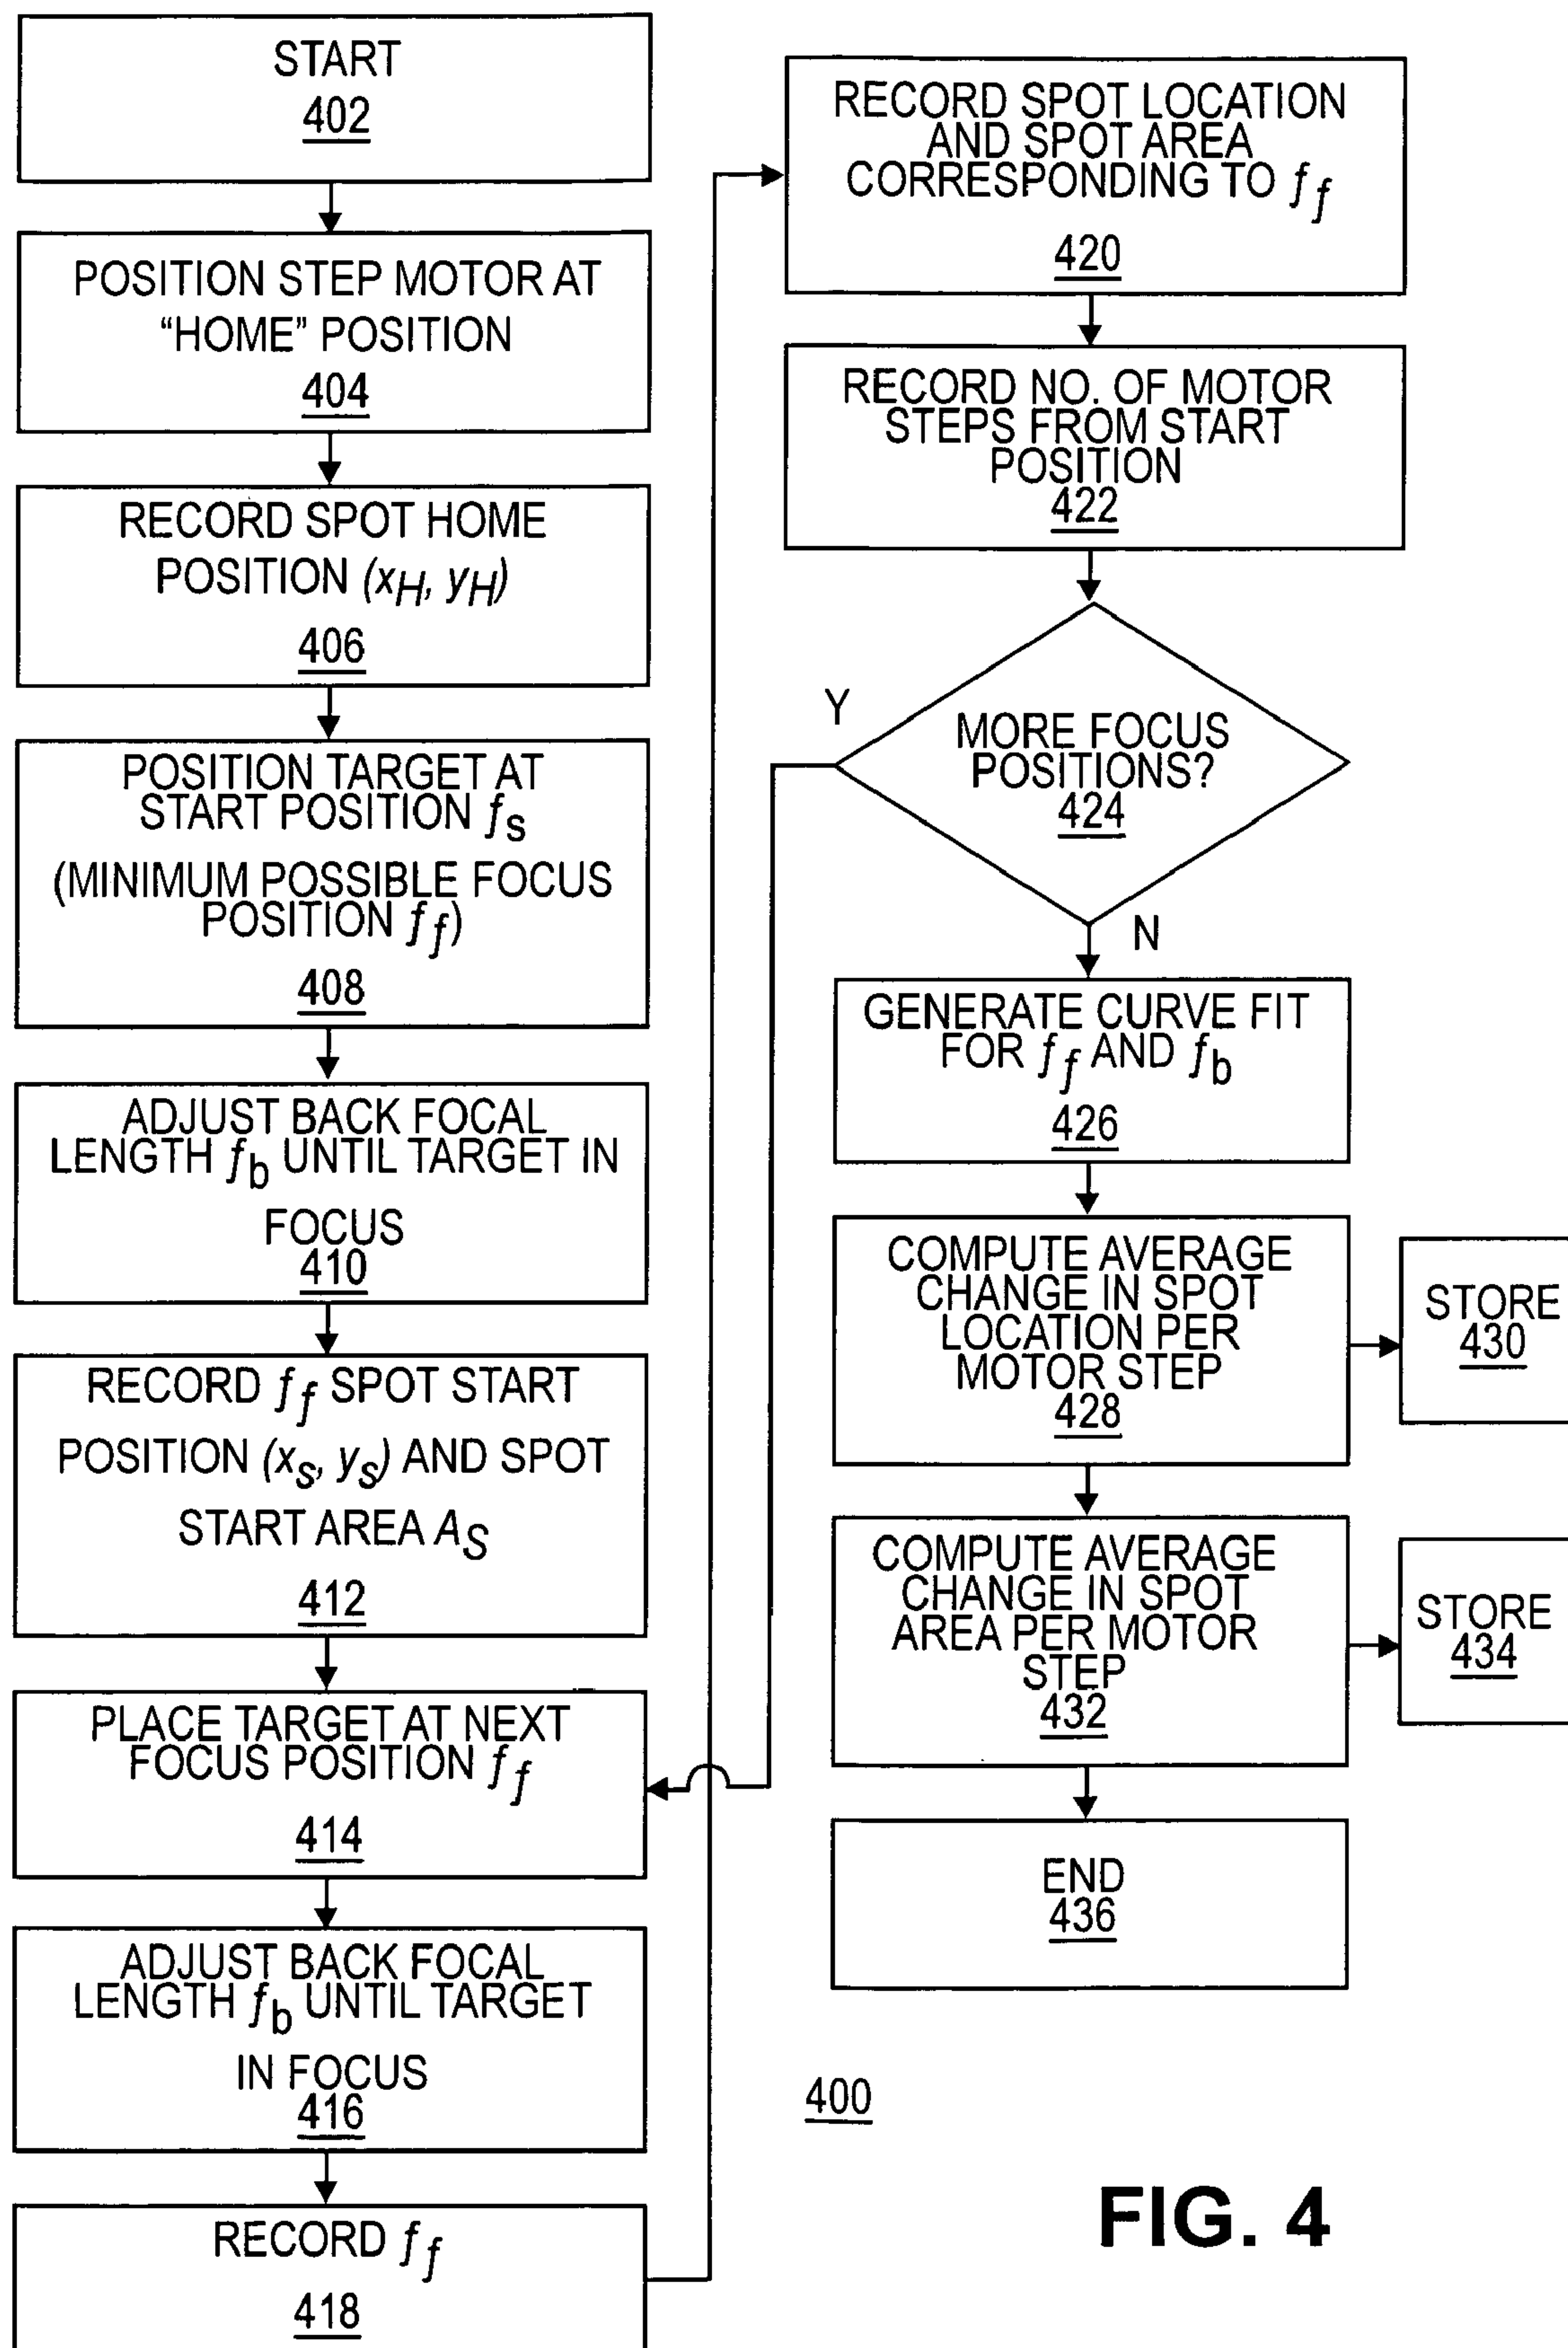 START
402
POSITION STEP MOTOR AT
“HOME” POSITION
404
RECORD SPOT HOME
POSITION (xH, yH)
406
POSITION TARGET AT
START POSITION fs
(MINIMUM POSSIBLE FOCUS
POSITION ff)
408
ADJUST BACK FOCAL
LENGTH fb UNTIL TARGET IN
FOCUS
410
RECORD ff SPOT START
POSITION (xs, ys) AND SPOT
START AREA AS
412
PLACE TARGET AT NEXT
FOCUS POSITION ff
414
ADJUST BACK FOCAL
LENGTH fb UNTIL TARGET
IN FOCUS
416
RECORD ff
418
RECORD SPOT LOCATION
AND SPOT AREA
CORRESPONDING TO ff
420
RECORD NO. OF MOTOR
STEPS FROM START
POSITION
422
Y
MORE FOCUS
POSITIONS?
424
N
GENERATE CURVE FIT
FOR ff AND fb
426
COMPUTE AVERAGE
CHANGE IN SPOT
LOCATION PER
MOTOR STEP
428
STORE
430
COMPUTE AVERAGE
CHANGE IN SPOT
AREA PER MOTOR
STEP
432
STORE
434
END
436
400
FIG. 4